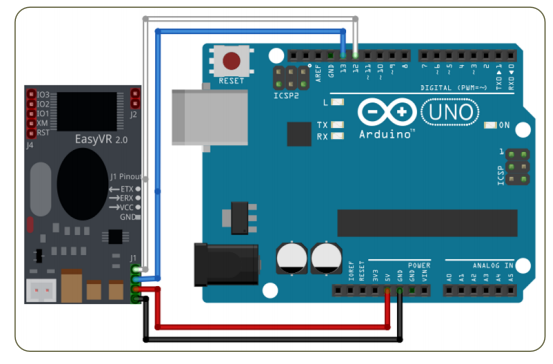 IO3
IO2
IO1
XM
RST
J4
J2
EasyVR 2.0
J1 Pinout
ETX
ERX
VCC
GND
J1
RESET
ICSP2
AREF
GND
13
12
~11
~10
~9
8
7
~6
~5
4
~3
2
TXO▶1
RXO◀0
DIGITAL (PWM=~)
L
TX
RX
Arduino™
UNO
ON
1
ICSP
POWER
ANALOG IN
IOREF
RESET
3V3
5V
GND
GND
VIN
A0
A1
A2
A3
A4
A5